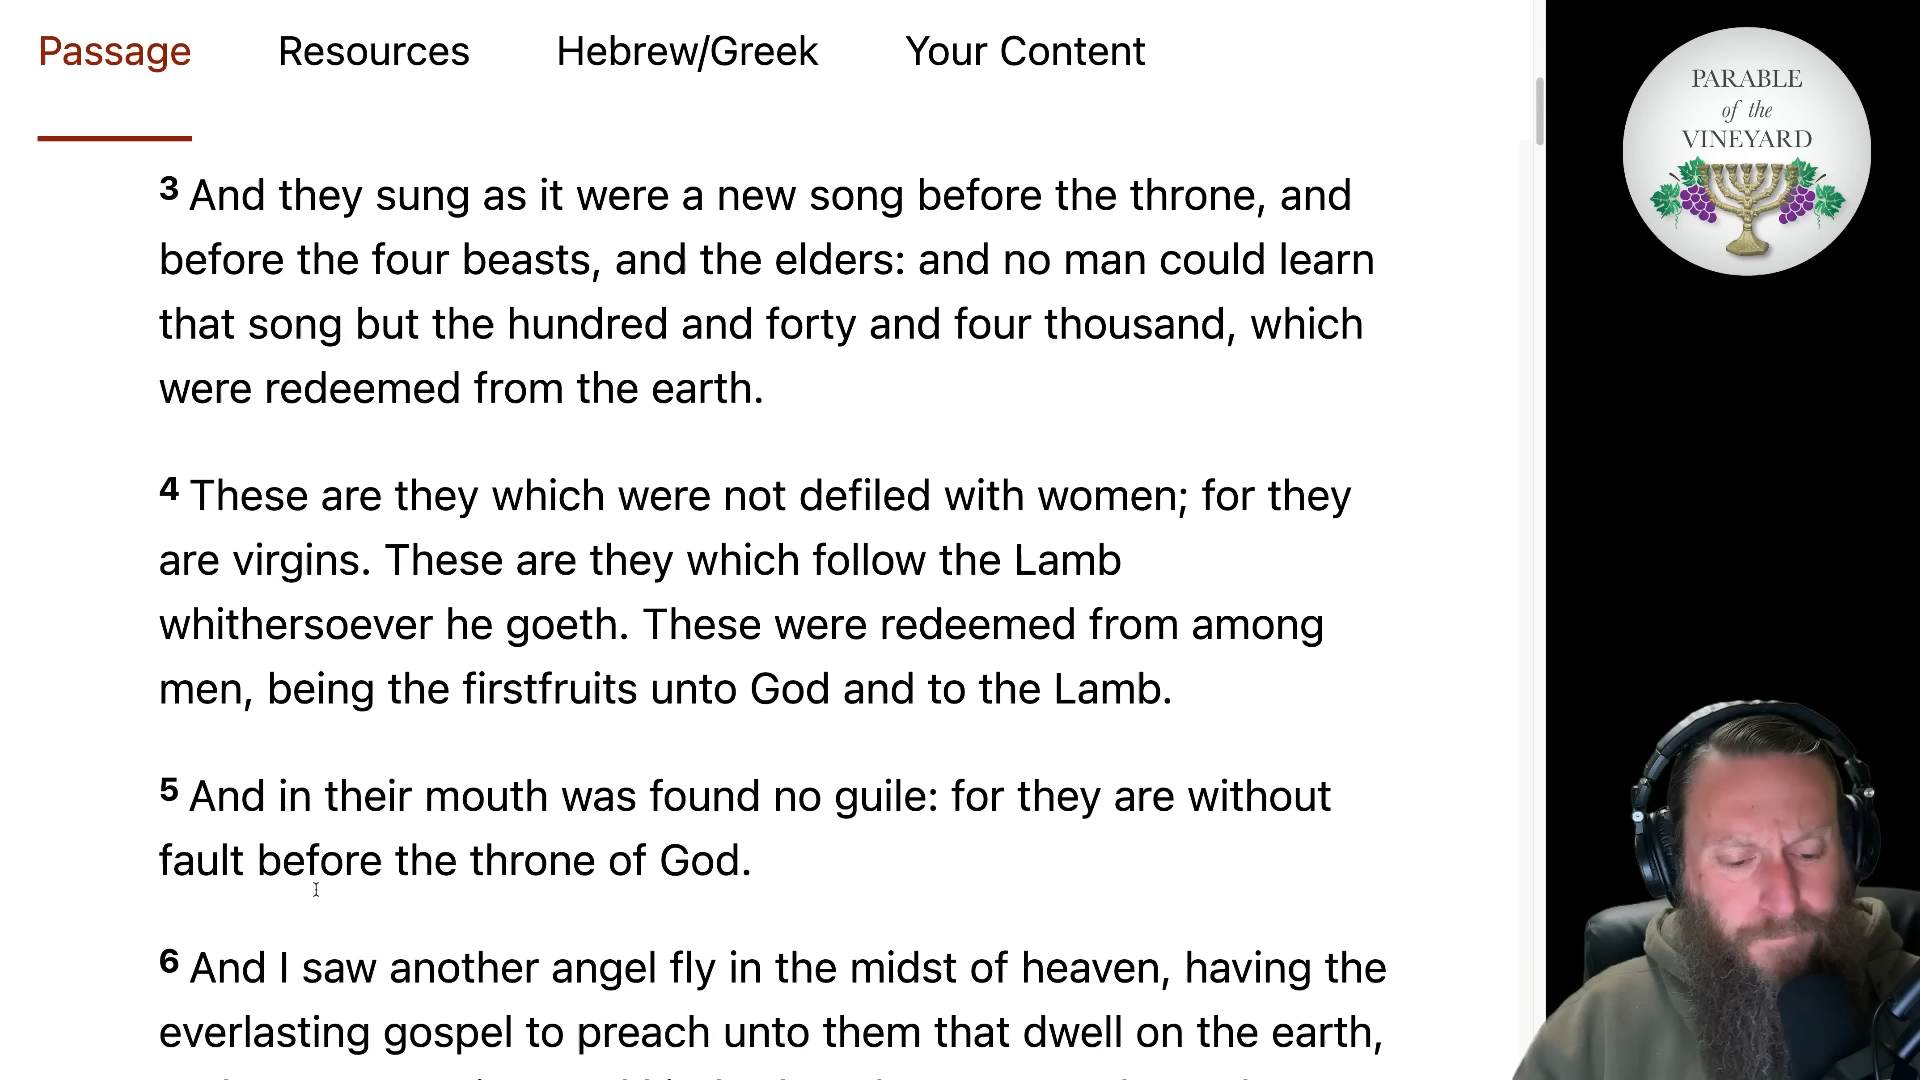 Passage
Resources
Hebrew/Greek
Your Content
3 And they sung as it were a new song before the throne, and
before the four beasts, and the elders: and no man could learn
that song but the hundred and forty and four thousand, which
were redeemed from the earth.
4 These are they which were not defiled with women; for they
are virgins. These are they which follow the Lamb
whithersoever he goeth. These were redeemed from among
men, being the firstfruits unto God and to the Lamb.
5 And in their mouth was found no guile: for they are without
fault before the throne of God.
6 And I saw another angel fly in the midst of heaven, having the
everlasting gospel to preach unto them that dwell on the earth,
PARABLE
of the
VINEYARD